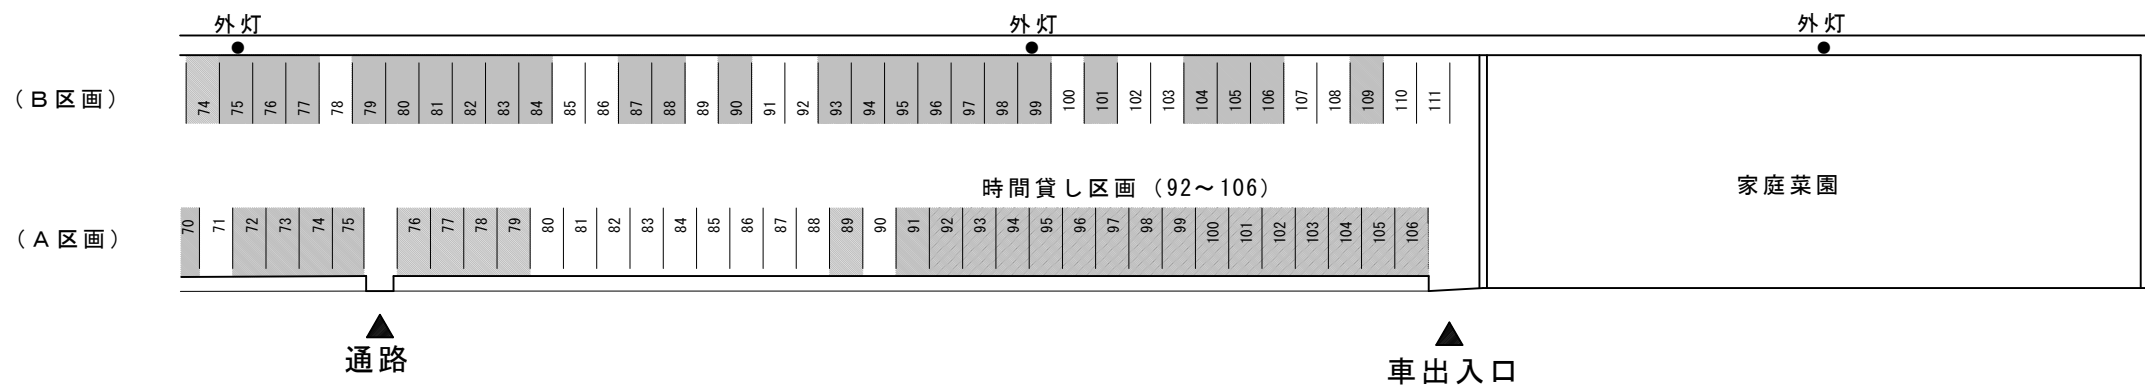 外灯 外灯 外灯
(B区画) 74 75 76 77 78 79 80 81 82 83 84 85 86 87 88 89 90 91 92 93 94 95 96 97 98 99 100 101 102 103 104 105 106 107 108 109 110 111
時間貸し区画 (92～106) 家庭菜園
(A区画) 70 71 72 73 74 75 76 77 78 79 80 81 82 83 84 85 86 87 88 89 90 91 92 93 94 95 96 97 98 99 100 101 102 103 104 105 106
通路 車出入口